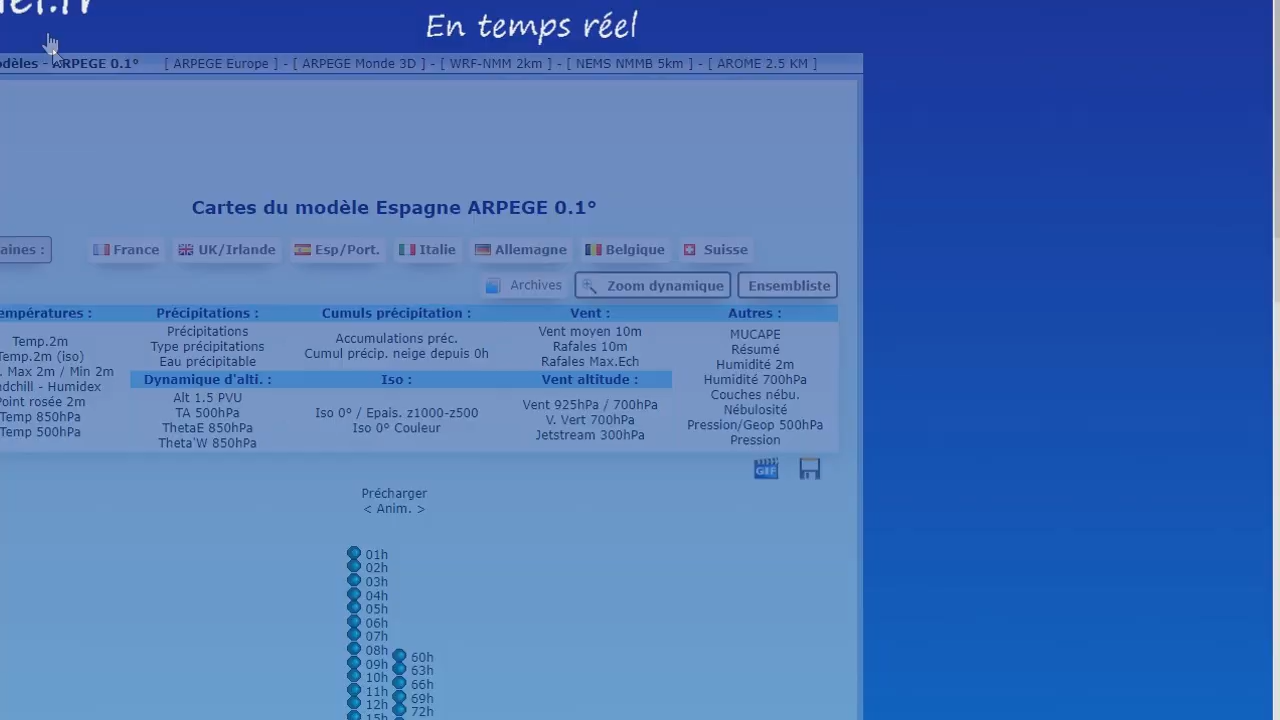 En temps réel
ARPEGE 0.1° [ ARPEGE Europe ] - [ ARPEGE Monde 3D ] - [ WRF-NMM 2km ] - [ NEMS NMMB 5km ] - [ AROME 2.5 KM ]
Cartes du modèle Espagne ARPEGE 0.1°
France UK/Irlande Esp/Port. Italie Allemagne Belgique Suisse
Archives Zoom dynamique Ensembliste
empératures :
Temp.2m
Temp.2m (iso)
. Max 2m / Min 2m
ndchill - Humidex
Point rosée 2m
Temp 850hPa
Temp 500hPa
Précipitations :
Précipitations
Type précipitations
Eau précipitable
Dynamique d'alti. :
Alt 1.5 PVU
TA 500hPa
ThetaE 850hPa
Theta'W 850hPa
Cumuls précipitation :
Accumulations préc.
Cumul précip. neige depuis 0h
Iso :
Iso 0° / Epais. z1000-z500
Iso 0° Couleur
Vent :
Vent moyen 10m
Rafales 10m
Rafales Max.Ech
Vent altitude :
Vent 925hPa / 700hPa
V. Vert 700hPa
Jetstream 300hPa
Autres :
MUCAPE
Résumé
Humidité 2m
Humidité 700hPa
Couches nébu.
Nébulosité
Pression/Geop 500hPa
Pression
GIF
Précharger
< Anim. >
01h
02h
03h
04h
05h
06h
07h
08h
09h
10h
11h
12h
15h
60h
63h
66h
69h
72h